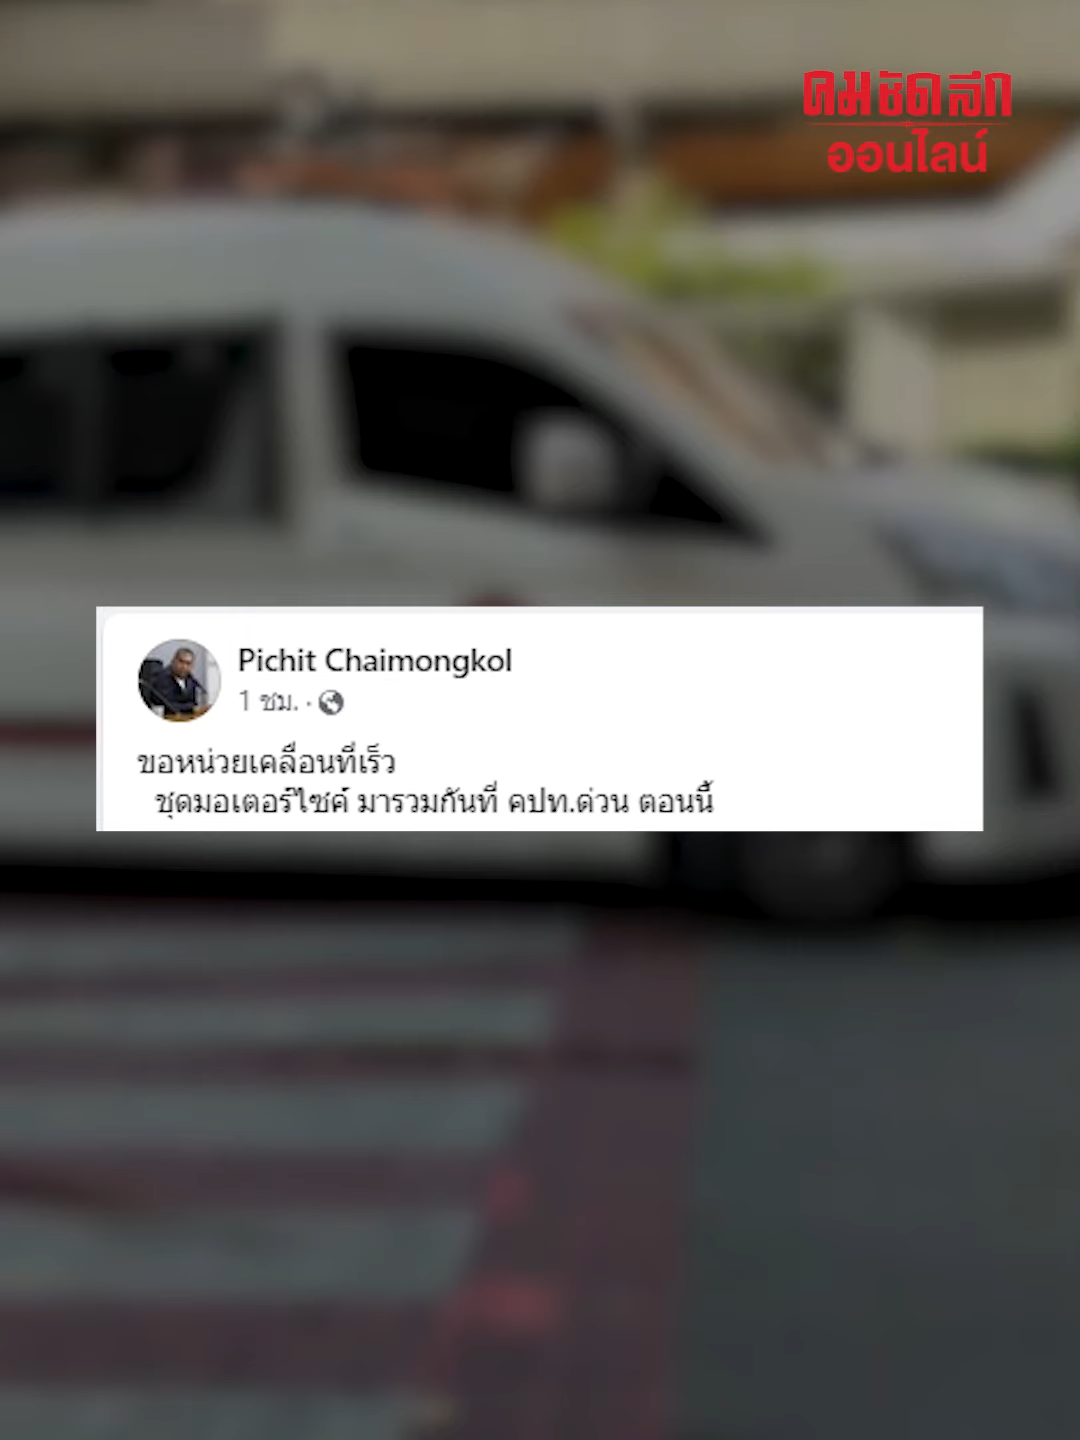 คมชัดลึก
ออนไลน์
Pichit Chaimongkol
1 ชม. ·
ขอหน่วยเคลื่อนที่เร็ว
ชุดมอเตอร์ไซค์ มารวมกันที่ คปท.ด่วน ตอนนี้